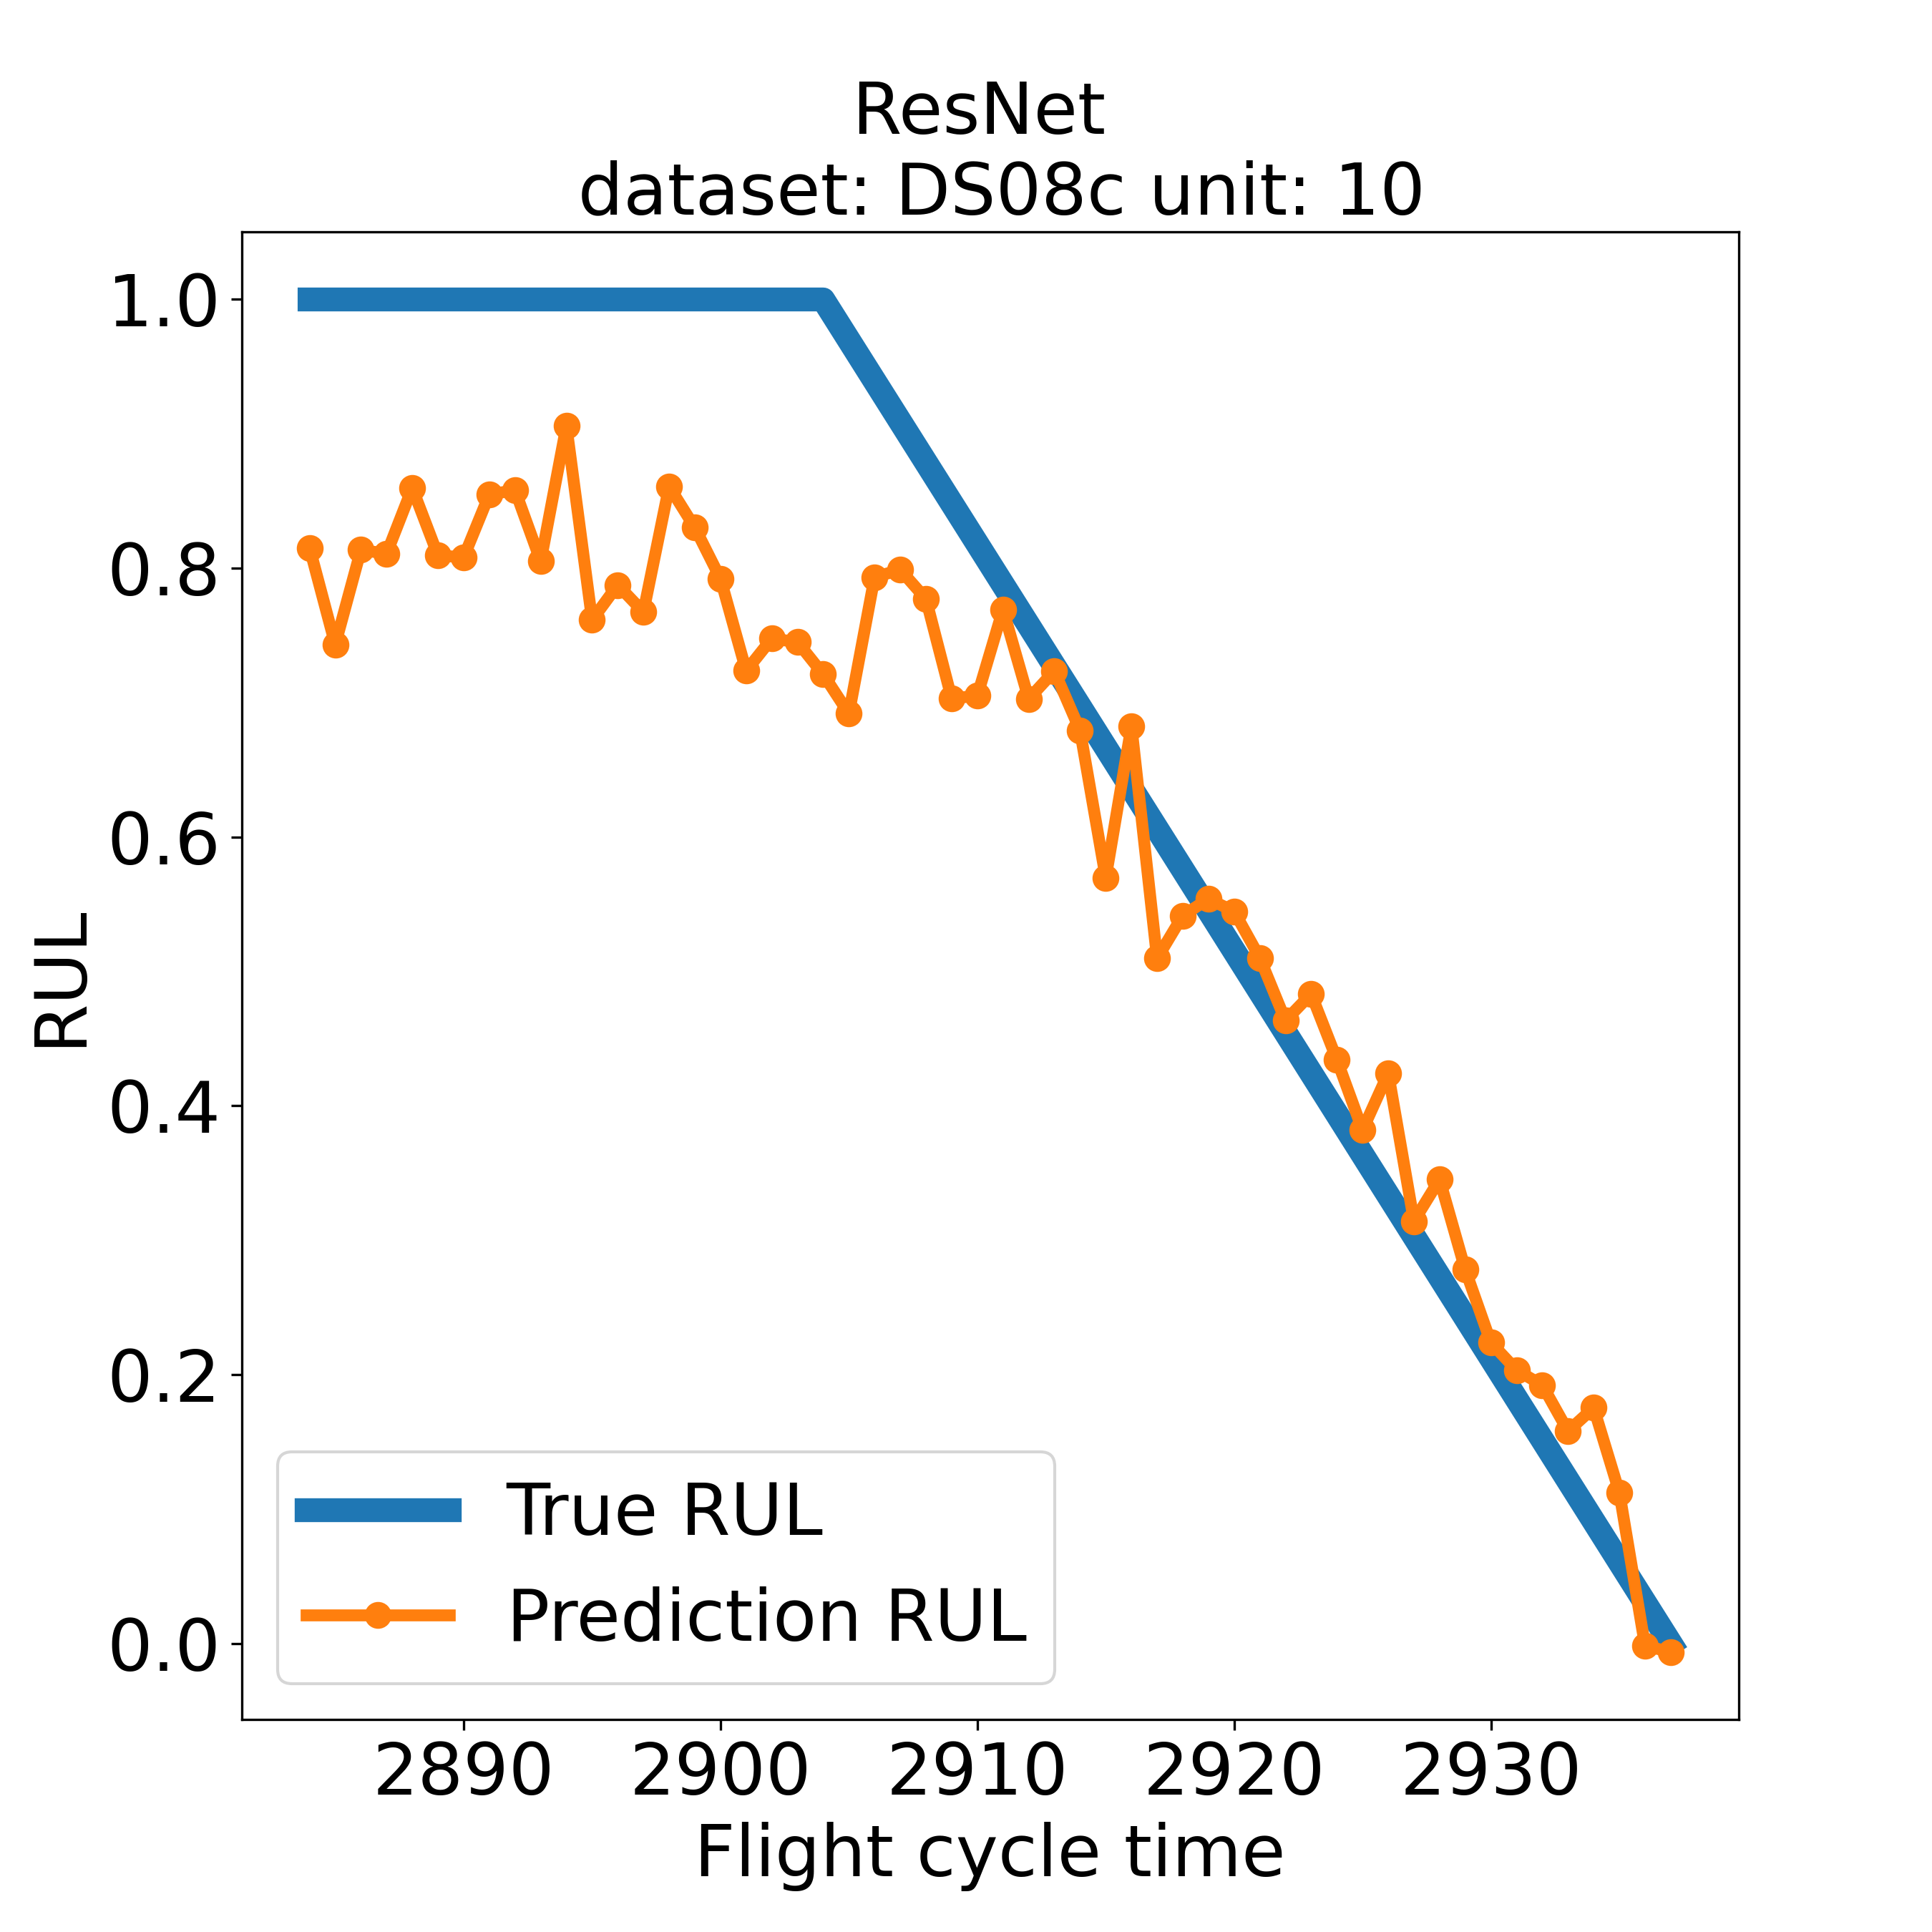 ResNet
dataset: DS08c unit: 10
1.0
0.8
0.6
0.4
0.2
0.0
RUL
True RUL
Prediction RUL
2890 2900 2910 2920 2930
Flight cycle time